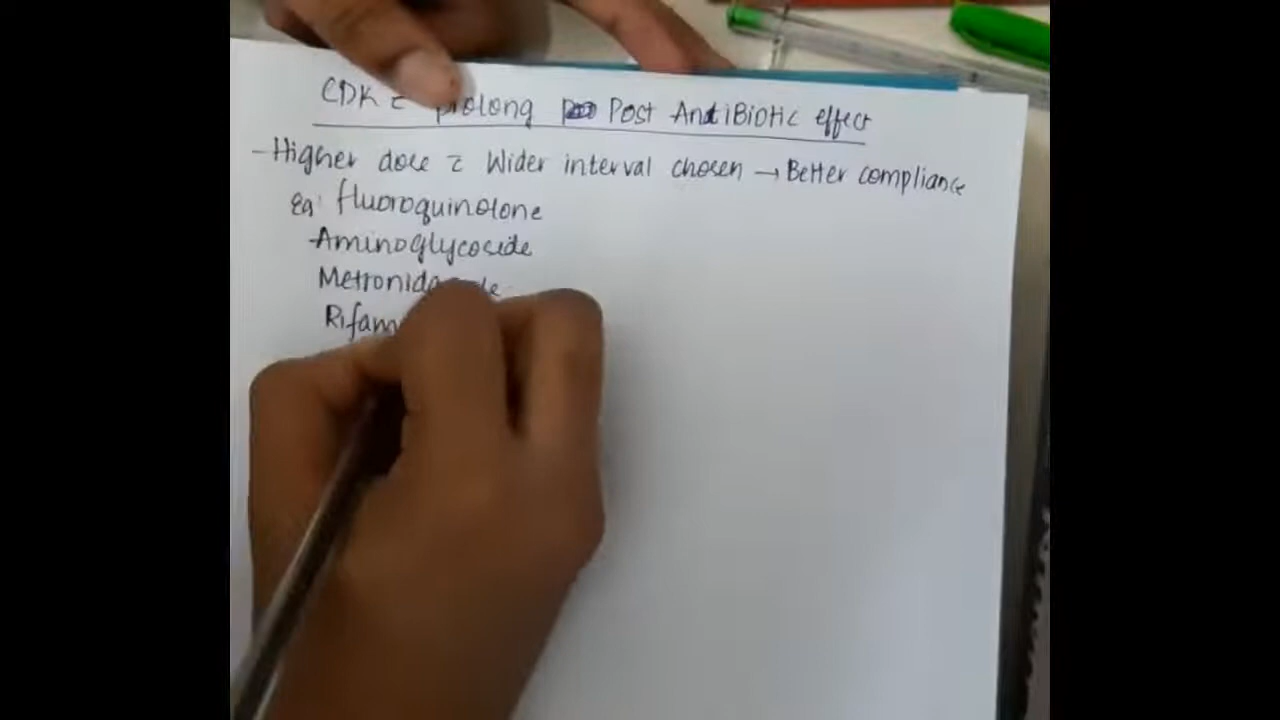 CDK c̄ prolong Post AntiBiotic effect
- Higher dose c̄ Wider interval chosen → Better compliance
Eg: fluoroquinolone
- Aminoglycoside